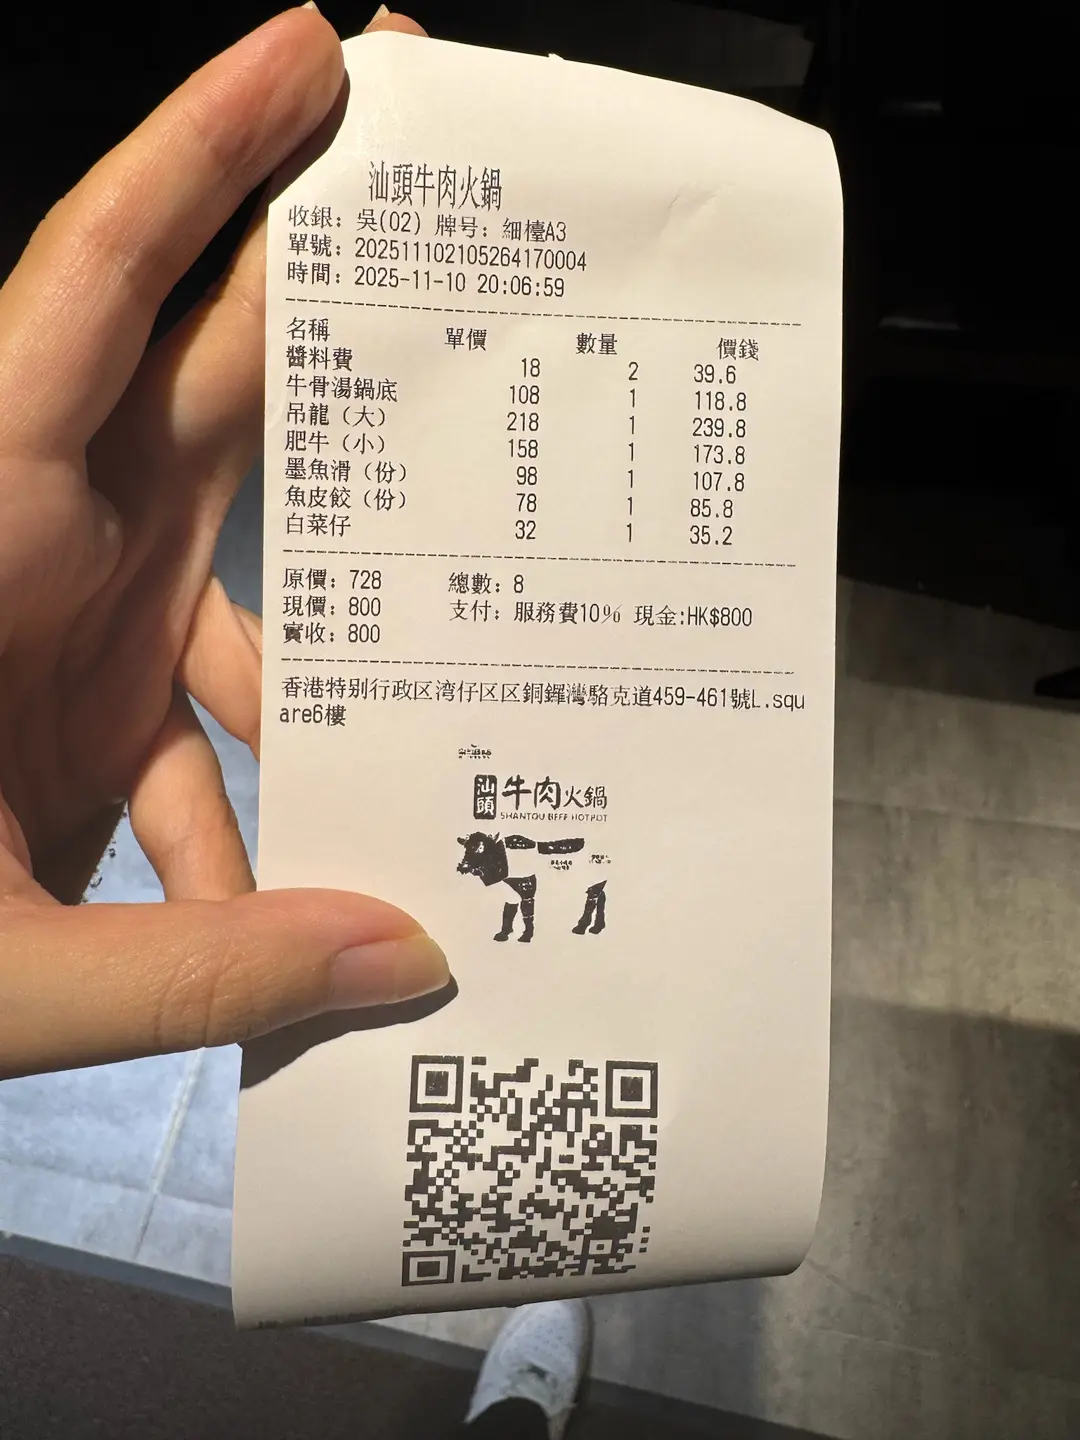 汕頭牛肉火鍋
收銀: 吳(02) 牌号: 細檯A3
單號: 202511102105264170004
時間: 2025-11-10 20:06:59
名稱 單價 數量 價錢
醬料費 18 2 39.6
牛骨湯鍋底 108 1 118.8
吊龍（大） 218 1 239.8
肥牛（小） 158 1 173.8
墨魚滑（份） 98 1 107.8
魚皮餃（份） 78 1 85.8
白菜仔 32 1 35.2
原價: 728 總數: 8
現價: 800 支付: 服務費10% 現金:HK$800
實收: 800
香港特别行政区湾仔区区銅鑼灣駱克道459-461號L.squ
are6樓
汕頭 牛肉火鍋
SHANTOU BEEF HOTPOT